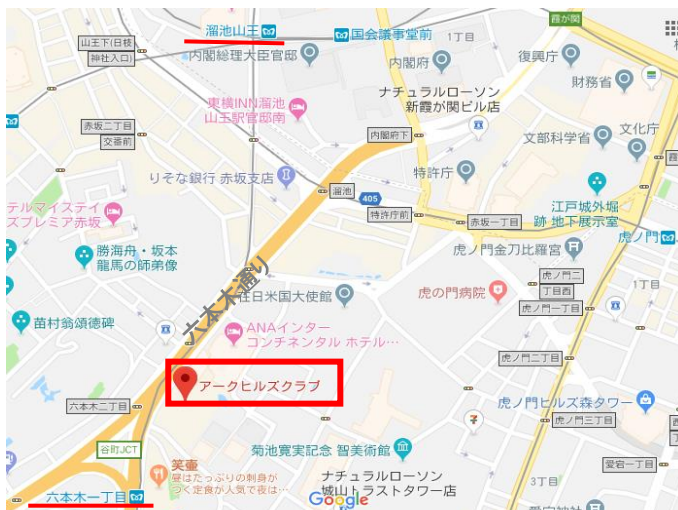 溜池山王
国会議事堂前
1丁目
霞が関
山王下(日枝
神社入口)
内閣総理大臣官邸
内閣府
復興庁
財務省
ナチュラルローソン
新霞が関ビル店
東横INN溜池
山王駅官邸南
赤坂二丁目
交番前
内閣府下
文部科学省
文化庁
りそな銀行 赤坂支店
溜池
405
特許庁
特許庁前
赤坂一丁目
江戸城外堀
跡 地下展示室
テルマイステイ
ズプレミア赤坂
勝海舟・坂本
龍馬の師弟像
六本木通り
虎ノ門金刀比羅宮
虎ノ門
在日米国大使館
虎の門病院
虎ノ門二
丁目西
1丁目
虎ノ門一丁目
苗村翁頌徳碑
ANAインター
コンチネンタル ホテル…
虎ノ門二丁目
アークヒルズクラブ
六本木二丁目
虎ノ門ヒルズ森タワー
虎ノ門三丁目
谷町JCT
菊池寛実記念 智美術館
愛宕一丁目
笑壷
昼はたっぷりの刺身が
つく定食が人気で夜は…
ナチュラルローソン
城山トラストタワー店
3丁目
六本木一丁目
Google